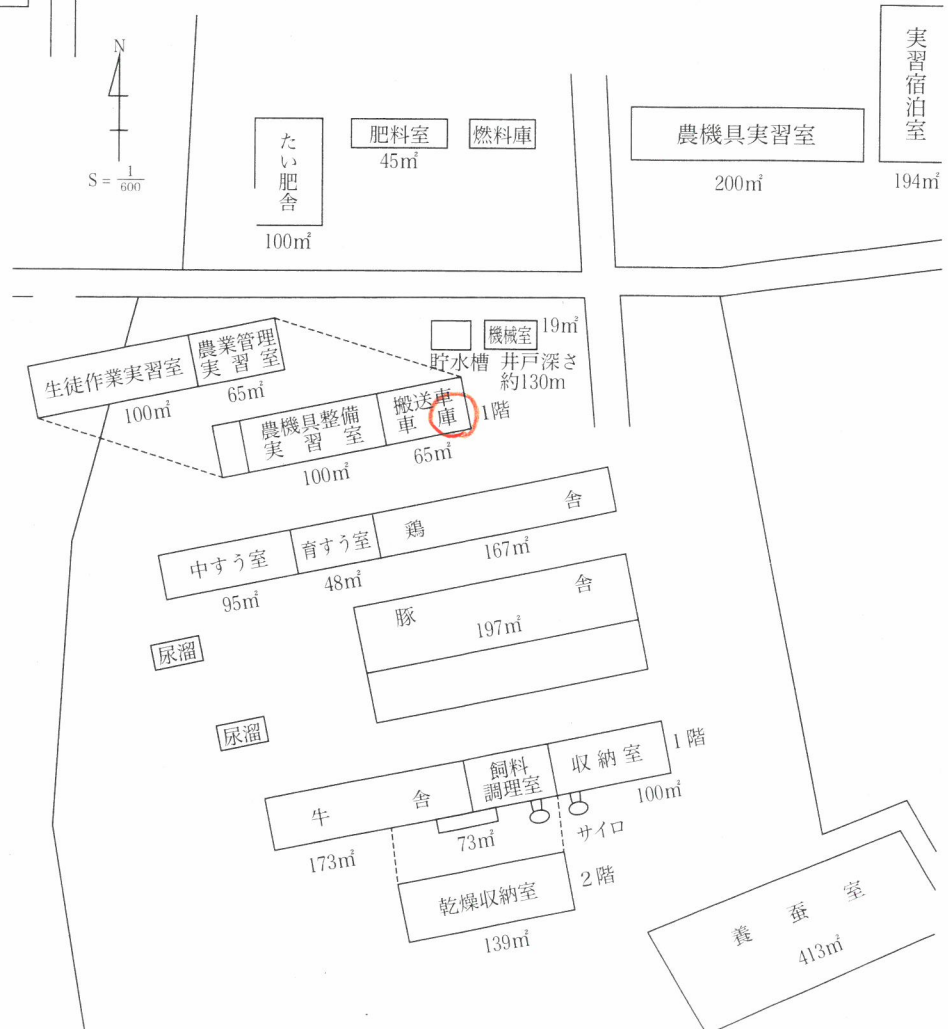 N
S = 1/600
たい肥舎
100㎡
肥料室
45㎡
燃料庫
農機具実習室
200㎡
実習宿泊室
194㎡
生徒作業実習室
100㎡
農業管理
実習室
65㎡
貯水槽
機械室
19㎡
井戸深さ
約130m
農機具整備
実習室
100㎡
搬送車
車庫
65㎡
1階
中すう室
95㎡
育すう室
48㎡
鶏舎
167㎡
豚舎
197㎡
尿溜
尿溜
牛舎
173㎡
飼料
調理室
73㎡
収納室
100㎡
1階
サイロ
乾燥収納室
139㎡
2階
養蚕室
413㎡